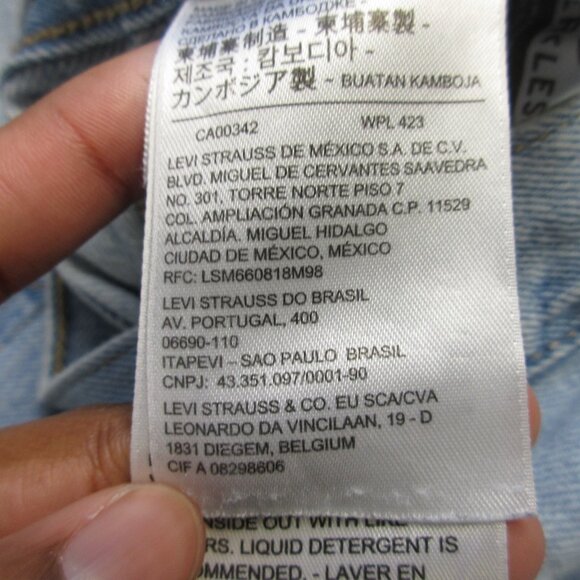 СДЕЛАНО В КАМБОДЖЕ -
柬埔寨制造 - 柬埔寨製 -
제조국 : 캄보디아 -
カンボジア製 ~ BUATAN KAMBOJA
CA00342 WPL 423
LEVI STRAUSS DE MÉXICO S.A. DE C.V.
BLVD. MIGUEL DE CERVANTES SAAVEDRA
NO. 301, TORRE NORTE PISO 7
COL. AMPLIACIÓN GRANADA C.P. 11529
ALCALDÍA. MIGUEL HIDALGO
CIUDAD DE MÉXICO, MÉXICO
RFC: LSM660818M98
LEVI STRAUSS DO BRASIL
AV. PORTUGAL, 400
06690-110
ITAPEVI – SAO PAULO BRASIL
CNPJ: 43.351.097/0001-90
LEVI STRAUSS & CO. EU SCA/CVA
LEONARDO DA VINCILAAN, 19 - D
1831 DIEGEM, BELGIUM
CIF A 08298606
INSIDE OUT WITH LIKE
RS. LIQUID DETERGENT IS
OMMENDED. - LAVER EN